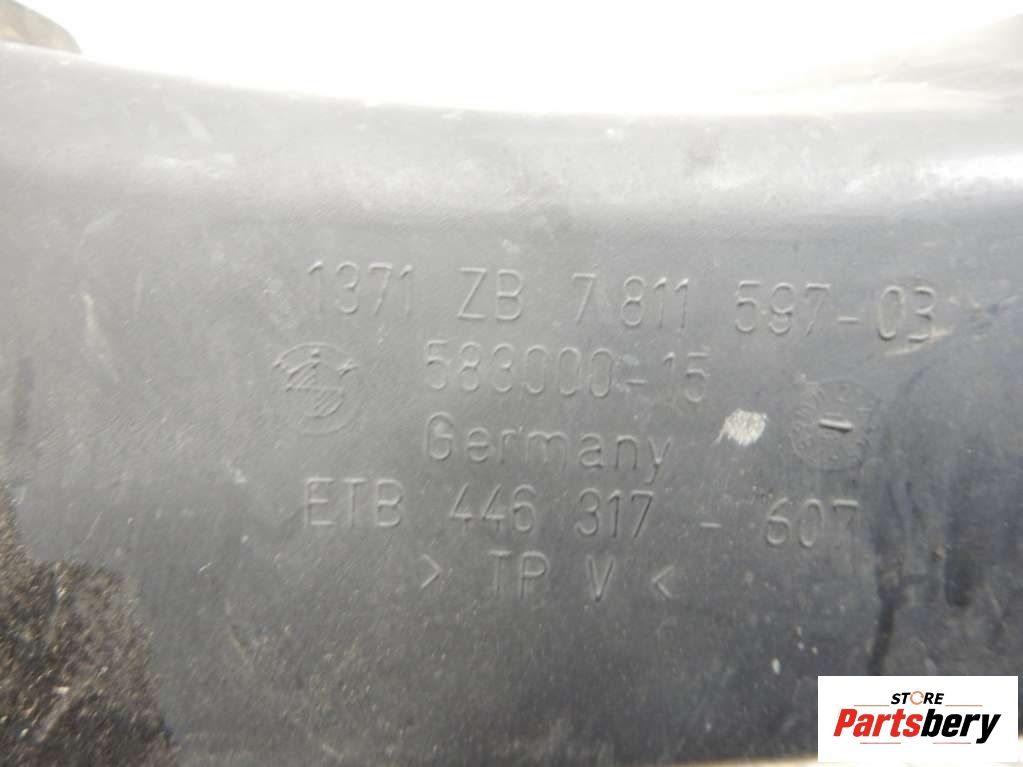 1371 ZB 7 811 597-03
583000-15
Germany
ETB 446 317 - 607
> TP V <
STORE
Partsbery